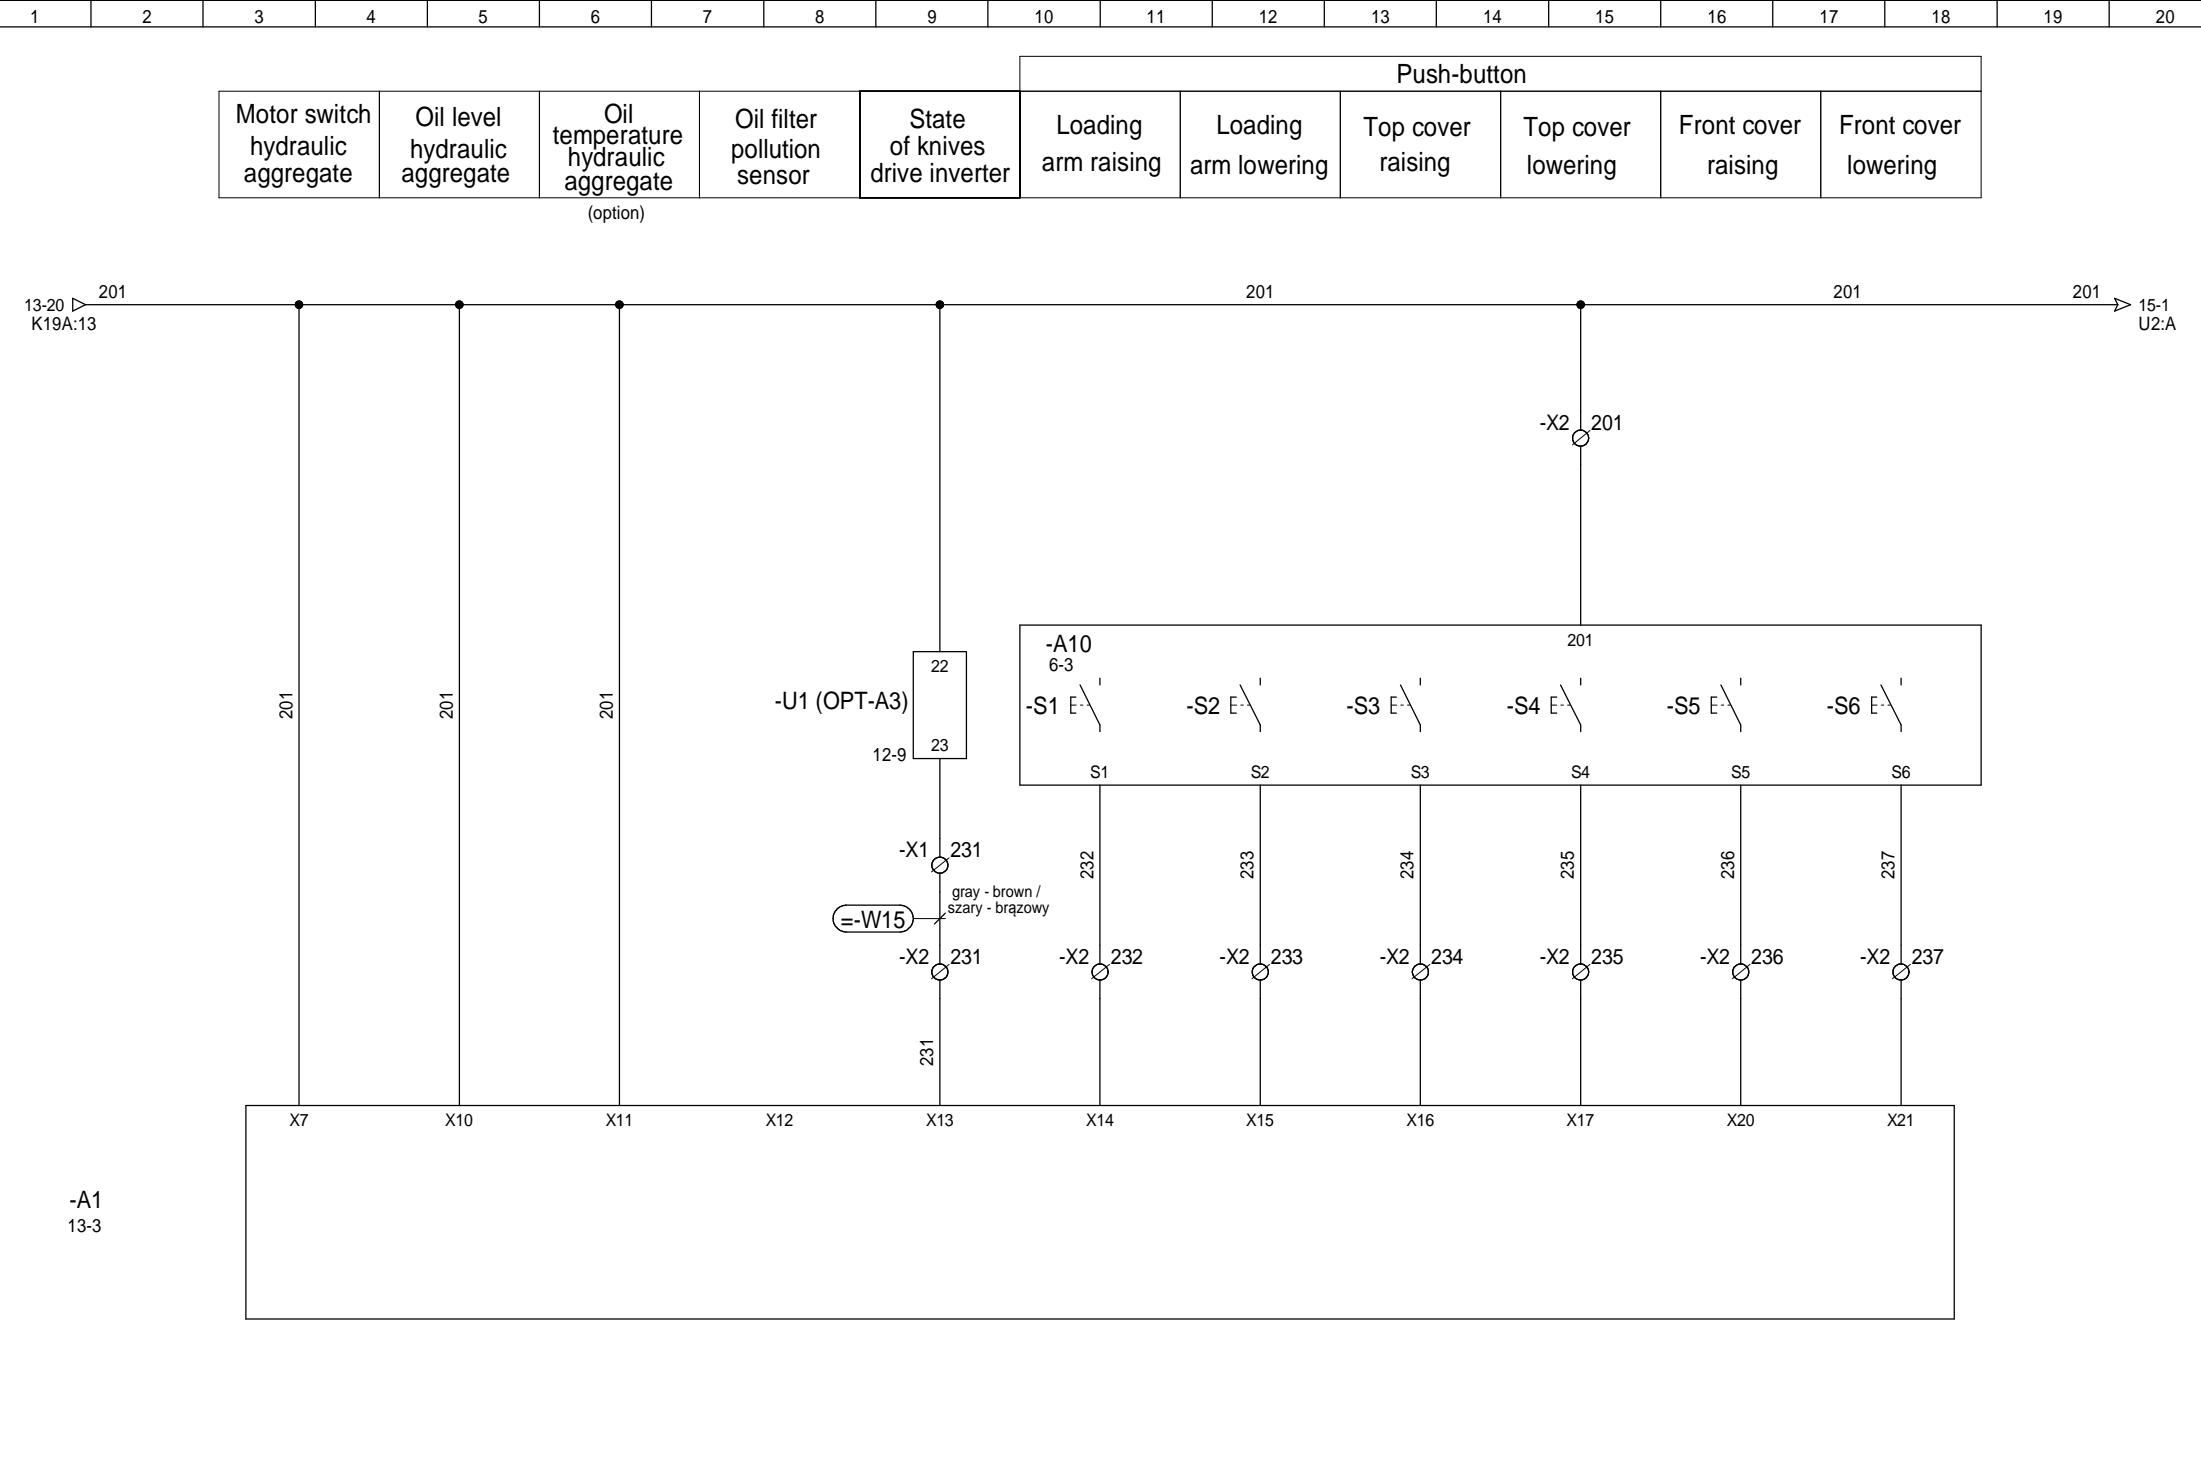 1 2 3 4 5 6 7 8 9 10 11 12 13 14 15 16 17 18 19 20
Push-button
Motor switch
hydraulic
aggregate
Oil level
hydraulic
aggregate
Oil
temperature
hydraulic
aggregate
(option)
Oil filter
pollution
sensor
State
of knives
drive inverter
Loading
arm raising
Loading
arm lowering
Top cover
raising
Top cover
lowering
Front cover
raising
Front cover
lowering
13-20
K19A:13
201
201
201
201
15-1
U2:A
-X2 201
201
201
201
-U1 (OPT-A3)
22
23
12-9
-A10
6-3
201
-S1
-S2
-S3
-S4
-S5
-S6
S1 S2 S3 S4 S5 S6
-X1 231
232
233
234
235
236
237
gray - brown /
szary - brązowy
=-W15
-X2 231
-X2 232
-X2 233
-X2 234
-X2 235
-X2 236
-X2 237
231
X7 X10 X11 X12 X13 X14 X15 X16 X17 X20 X21
-A1
13-3